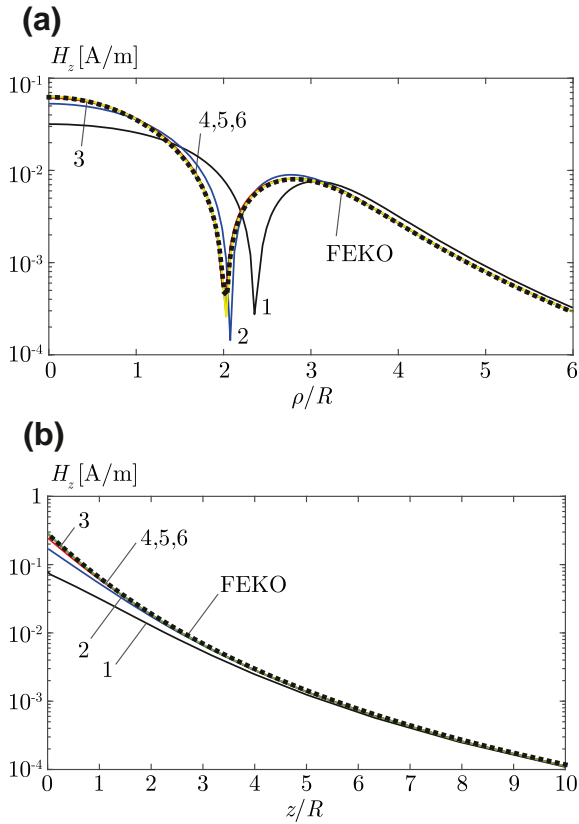 (a)
H_z [A/m]
10^-1
10^-2
10^-3
10^-4
3
4,5,6
FEKO
1
2
0 1 2 3 4 5 6
ρ/R
(b)
H_z [A/m]
1
10^-1
10^-2
10^-3
10^-4
3
4,5,6
FEKO
2
1
0 1 2 3 4 5 6 7 8 9 10
z/R